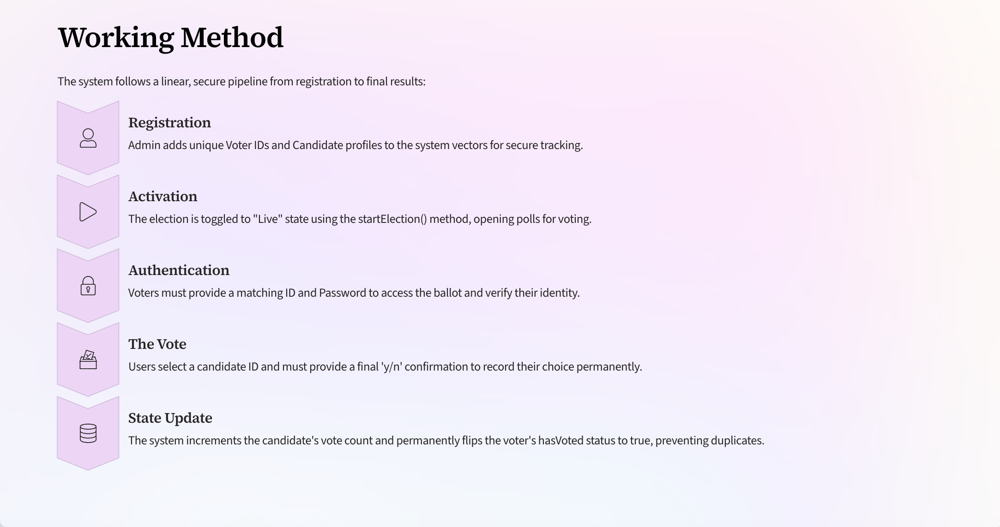 Working Method
The system follows a linear, secure pipeline from registration to final results:
Registration
Admin adds unique Voter IDs and Candidate profiles to the system vectors for secure tracking.
Activation
The election is toggled to "Live" state using the startElection() method, opening polls for voting.
Authentication
Voters must provide a matching ID and Password to access the ballot and verify their identity.
The Vote
Users select a candidate ID and must provide a final 'y/n' confirmation to record their choice permanently.
State Update
The system increments the candidate's vote count and permanently flips the voter's hasVoted status to true, preventing duplicates.